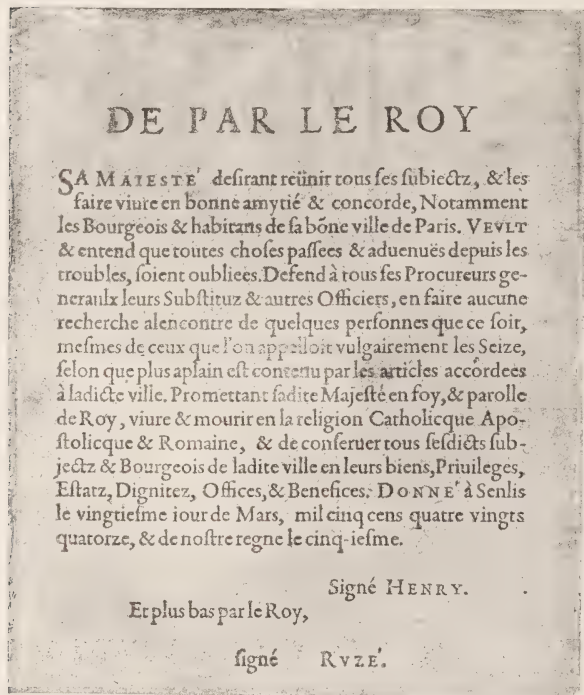 DE PAR LE ROY
SA MAIESTE' deſirant reünir tous ſes ſubiectz, & les
faire viure en bonne amytié & concorde, Notamment
les Bourgeois & habitans de ſa bõne ville de Paris. VEVLT
& entend que toutes choſes paſſees & aduenuës depuis les
troubles, ſoient oubliees. Defend à tous ſes Procureurs ge-
neraulx leurs Subſtituz & autres Officiers, en faire aucune
recherche alencontre de quelques perſonnes que ce ſoit,
meſmes de ceux que l'on appelloit vulgairement les Seize,
ſelon que plus aplain eſt contenu par les articles accordees
à ladicte ville. Promettant ſadite Majeſté en foy, & parolle
de Roy, viure & mourir en la religion Catholicque Apo-
ſtolicque & Romaine, & de conſeruer tous ſeſdicts ſub-
jectz & Bourgeois de ladite ville en leurs biens, Priuileges,
Eſtatz, Dignitez, Offices, & Benefices. DONNE' à Senlis
le vingtieſme iour de Mars, mil cinq cens quatre vingts
quatorze, & de noſtre regne le cinq-ieſme.
Signé HENRY.
Et plus bas par le Roy,
ſigné RVZE'.